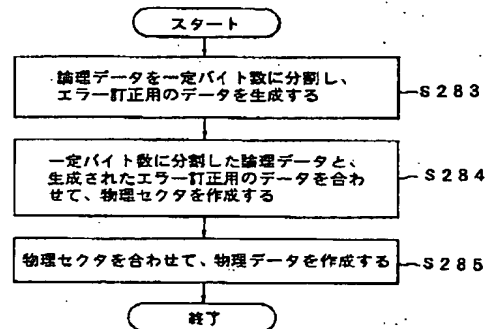 スタート
論理データを一定バイト数に分割し、
エラー訂正用のデータを生成する
S283
一定バイト数に分割した論理データと、
生成されたエラー訂正用のデータを合わ
せて、物理セクタを作成する
S284
物理セクタを合わせて、物理データを作成する
S285
終了